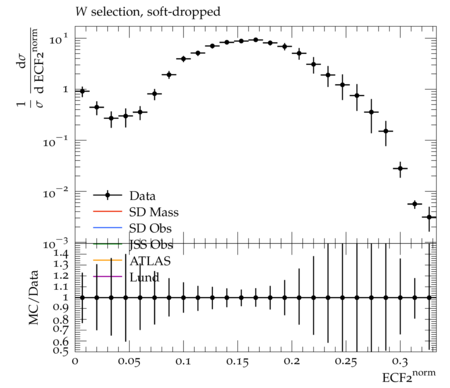 W selection, soft-dropped
1/σ dσ/d ECF2^norm
10^1
1
10^−1
10^−2
10^−3
Data
SD Mass
SD Obs
JSS Obs
ATLAS
Lund
MC/Data
1.4
1.3
1.2
1.1
1
0.9
0.8
0.7
0.6
0.5
0 0.05 0.1 0.15 0.2 0.25 0.3
ECF2^norm